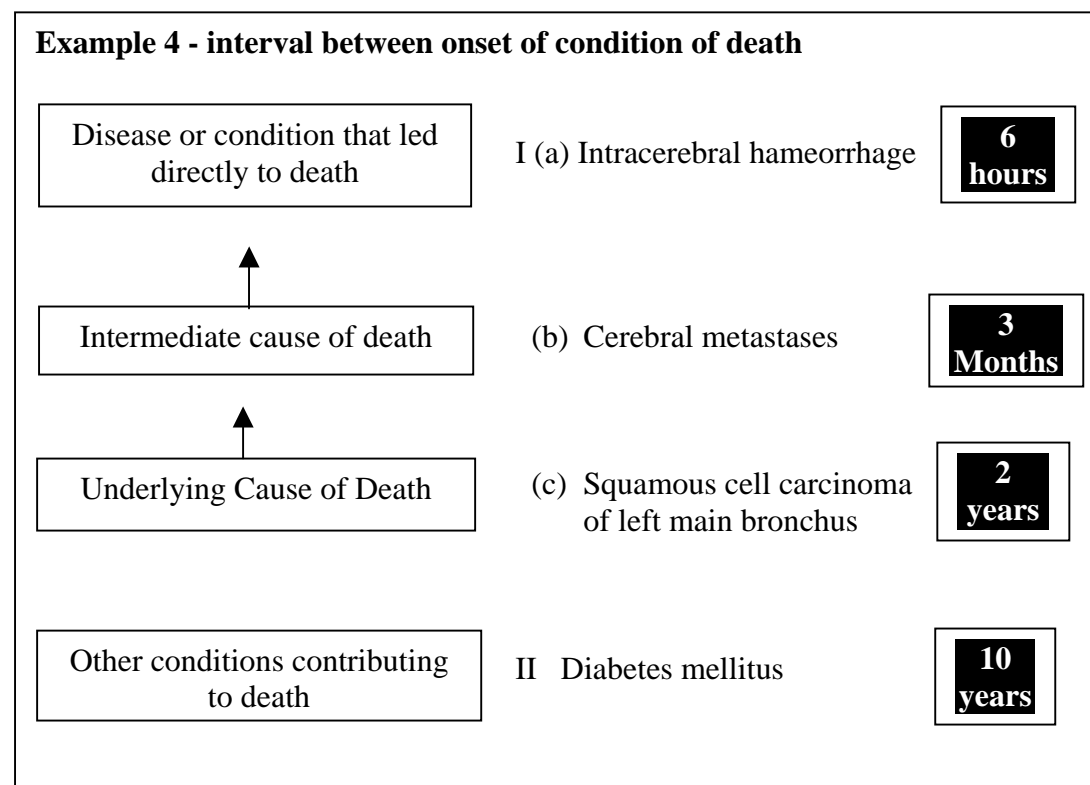 Example 4 - interval between onset of condition of death
Disease or condition that led
directly to death
I (a) Intracerebral hameorrhage
6
hours
Intermediate cause of death
(b) Cerebral metastases
3
Months
Underlying Cause of Death
(c) Squamous cell carcinoma
of left main bronchus
2
years
Other conditions contributing
to death
II Diabetes mellitus
10
years